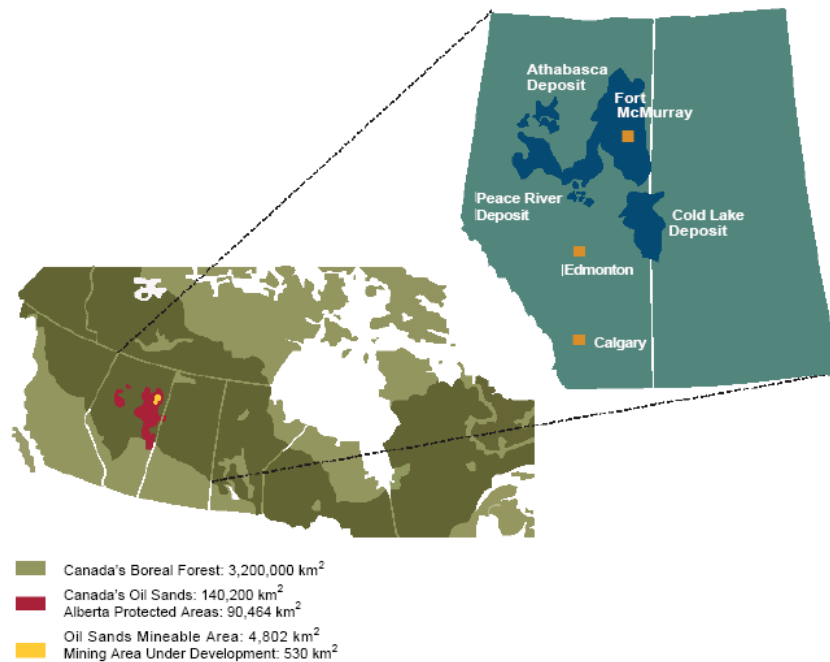 Athabasca
Deposit
Fort
McMurray
Peace River
Deposit
Cold Lake
Deposit
Edmonton
Calgary
Canada's Boreal Forest: 3,200,000 km²
Canada's Oil Sands: 140,200 km²
Alberta Protected Areas: 90,464 km²
Oil Sands Mineable Area: 4,802 km²
Mining Area Under Development: 530 km²